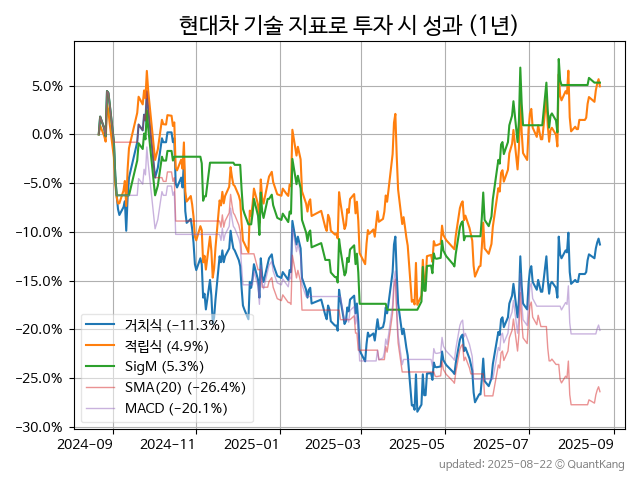 현대차 기술 지표로 투자 시 성과 (1년)
5.0%
0.0%
−5.0%
−10.0%
−15.0%
−20.0%
−25.0%
−30.0%
거치식 (−11.3%)
적립식 (4.9%)
SigM (5.3%)
SMA(20) (−26.4%)
MACD (−20.1%)
2024-09 2024-11 2025-01 2025-03 2025-05 2025-07 2025-09
updated: 2025-08-22 ⓒ QuantKang